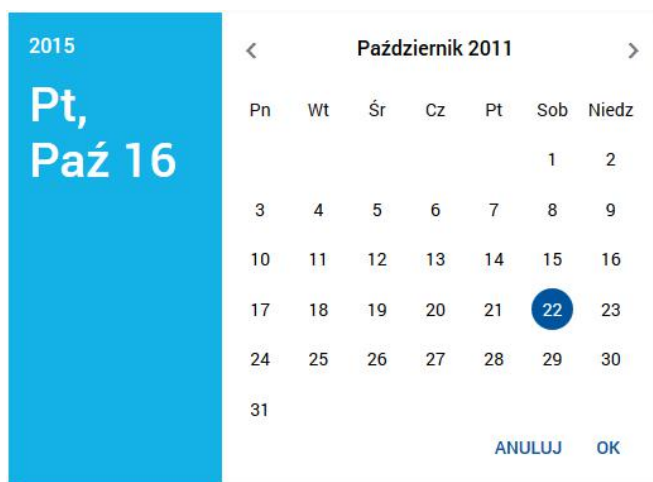 2015
Pt,
Paź 16
Październik 2011
Pn Wt Śr Cz Pt Sob Niedz
1 2
3 4 5 6 7 8 9
10 11 12 13 14 15 16
17 18 19 20 21 22 23
24 25 26 27 28 29 30
31
ANULUJ OK